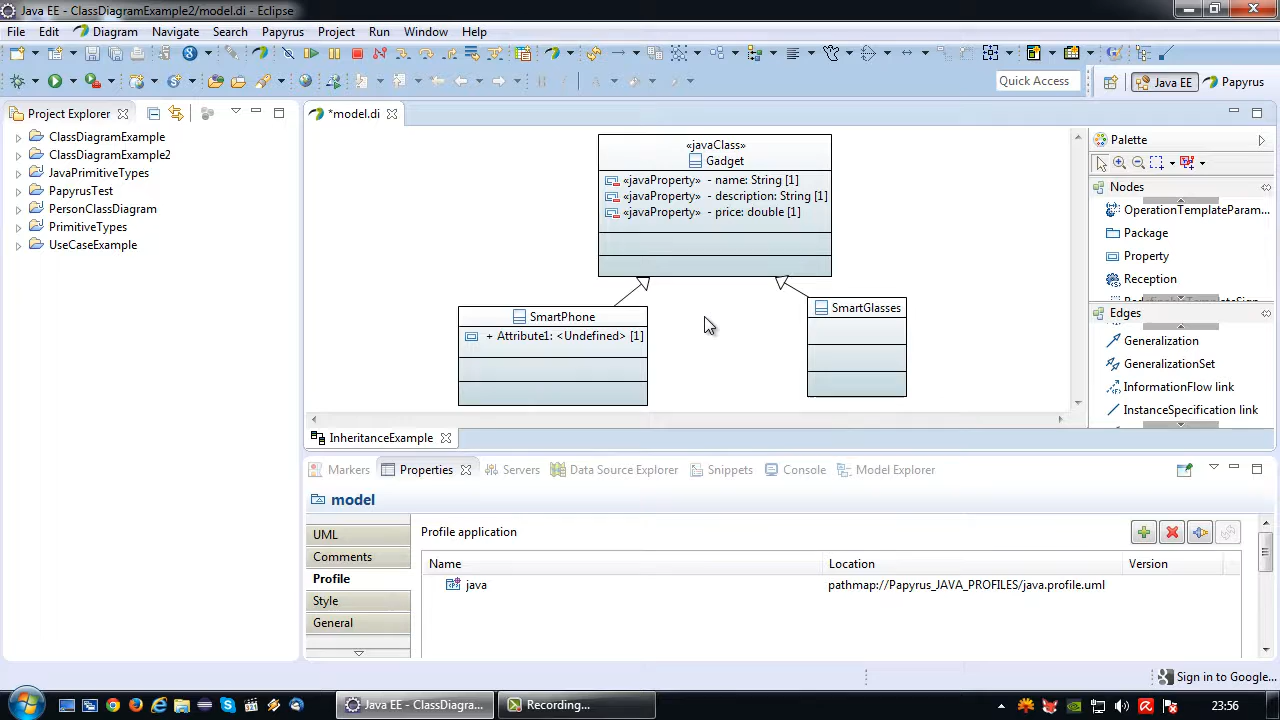 Java EE - ClassDiagramExample2/model.di - Eclipse
File Edit Diagram Navigate Search Papyrus Project Run Window Help
Quick Access
Java EE
Papyrus
Project Explorer
ClassDiagramExample
ClassDiagramExample2
JavaPrimitiveTypes
PapyrusTest
PersonClassDiagram
PrimitiveTypes
UseCaseExample
*model.di
«javaClass»
Gadget
«javaProperty» - name: String [1]
«javaProperty» - description: String [1]
«javaProperty» - price: double [1]
SmartPhone
+ Attribute1: <Undefined> [1]
SmartGlasses
InheritanceExample
Palette
Nodes
OperationTemplateParam...
Package
Property
Reception
Edges
Generalization
GeneralizationSet
InformationFlow link
InstanceSpecification link
Markers Properties Servers Data Source Explorer Snippets Console Model Explorer
model
UML
Comments
Profile
Style
General
Profile application
Name Location Version
java pathmap://Papyrus_JAVA_PROFILES/java.profile.uml
Sign in to Google...
Java EE - ClassDiagra...
Recording...
23:56